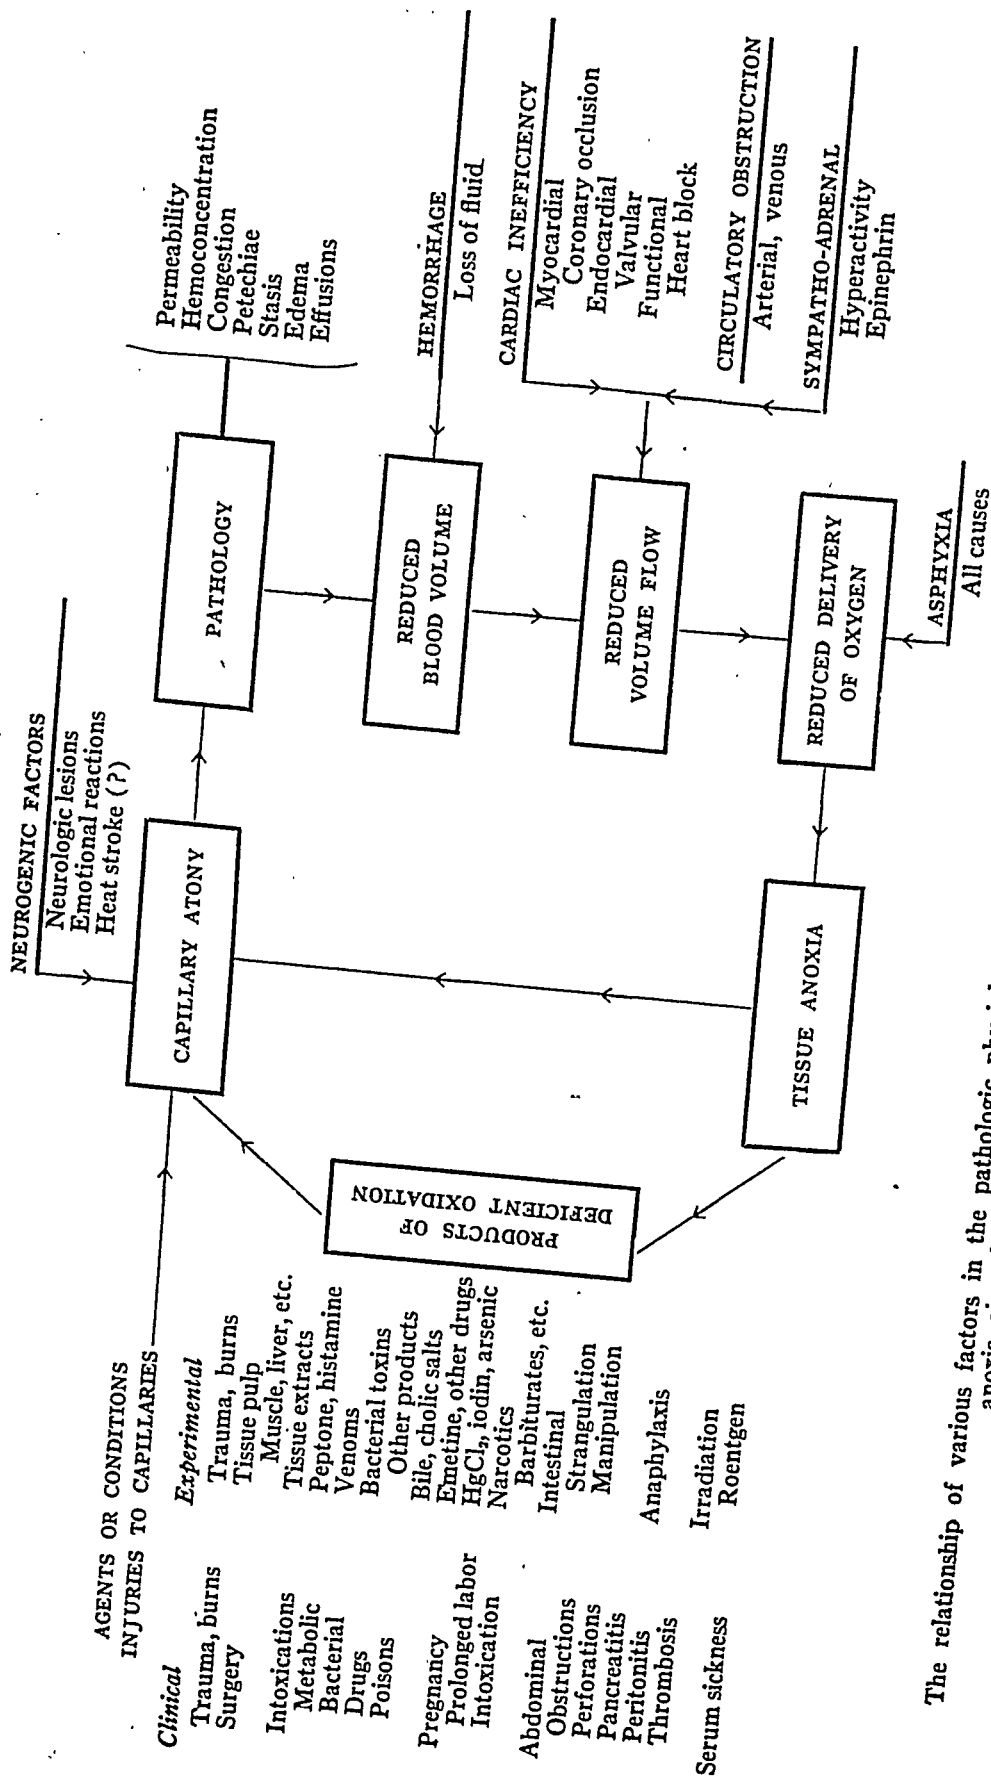 NEUROGENIC FACTORS
Neurologic lesions
Emotional reactions
Heat stroke (?)
AGENTS OR CONDITIONS
INJURIES TO CAPILLARIES
Clinical
Trauma, burns
Surgery
Intoxications
Metabolic
Bacterial
Drugs
Poisons
Pregnancy
Prolonged labor
Intoxication
Abdominal
Obstructions
Perforations
Pancreatitis
Peritonitis
Thrombosis
Serum sickness
Experimental
Trauma, burns
Tissue pulp
Muscle, liver, etc.
Tissue extracts
Peptone, histamine
Venoms
Bacterial toxins
Other products
Bile, cholic salts
Emetine, other drugs
HgCl₂, iodin, arsenic
Narcotics
Barbiturates, etc.
Intestinal
Strangulation
Manipulation
Anaphylaxis
Irradiation
Roentgen
CAPILLARY ATONY
PATHOLOGY
Permeability
Hemoconcentration
Congestion
Petechiae
Stasis
Edema
Effusions
HEMORRHAGE
Loss of fluid
REDUCED
BLOOD VOLUME
CARDIAC INEFFICIENCY
Myocardial
Coronary occlusion
Endocardial
Valvular
Functional
Heart block
REDUCED
VOLUME FLOW
CIRCULATORY OBSTRUCTION
Arterial, venous
SYMPATHO-ADRENAL
Hyperactivity
Epinephrin
REDUCED DELIVERY
OF OXYGEN
ASPHYXIA
All causes
TISSUE ANOXIA
PRODUCTS OF
DEFICIENT OXIDATION
The relationship of various factors in the pathologic